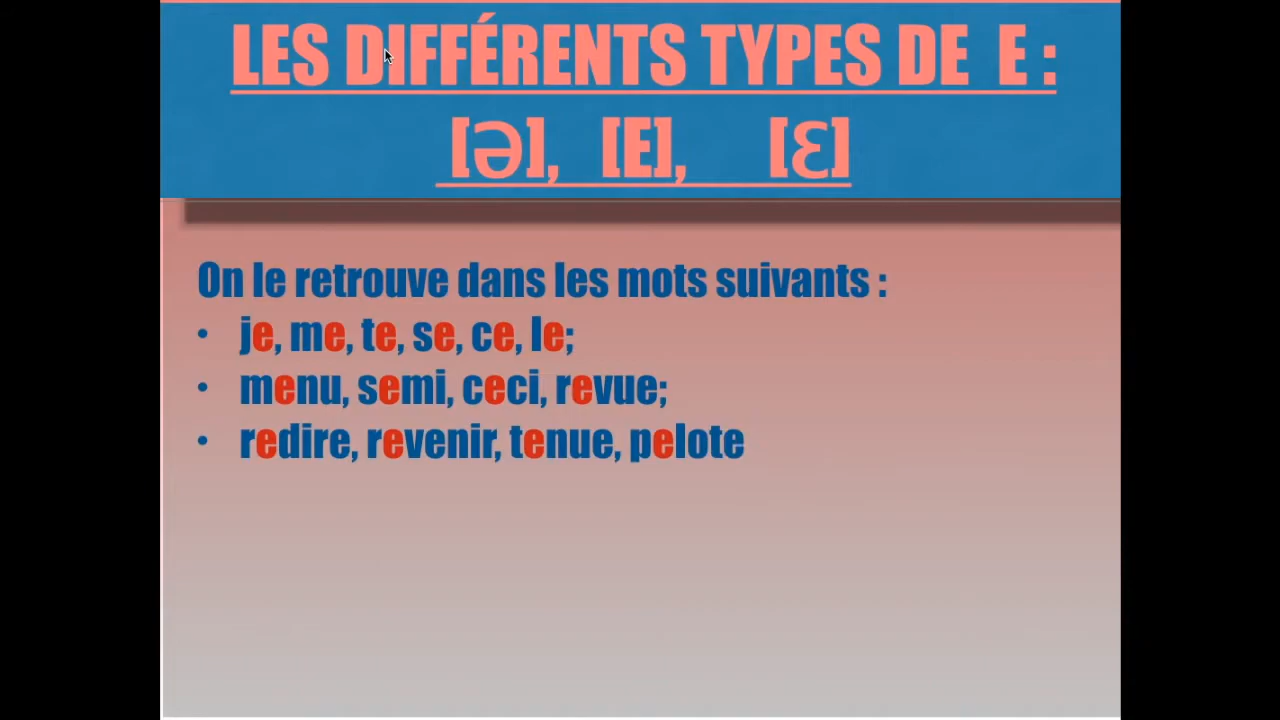 LES DIFFÉRENTS TYPES DE E :
[Ə], [E], [Ɛ]
On le retrouve dans les mots suivants :
• je, me, te, se, ce, le;
• menu, semi, ceci, revue;
• redire, revenir, tenue, pelote